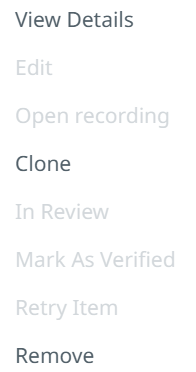 View Details
Edit
Open recording
Clone
In Review
Mark As Verified
Retry Item
Remove